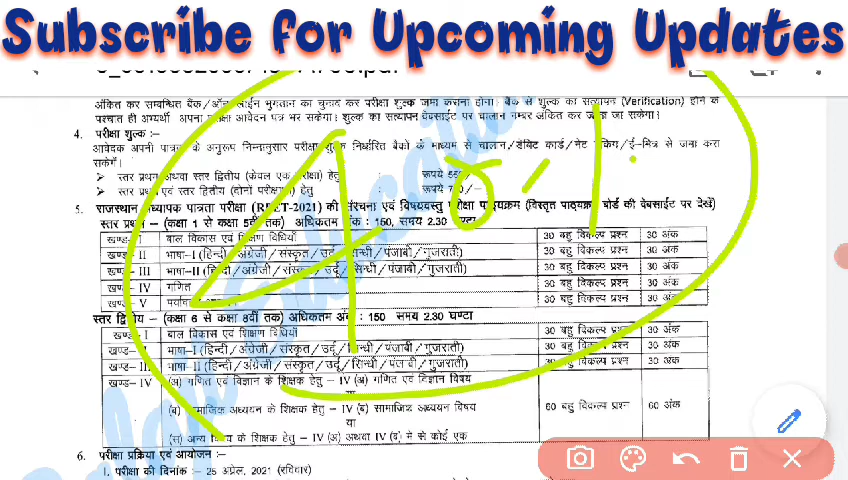 Subscribe for Upcoming Updates
अंकित कर सम्बन्धित बैंक/ऑन लाईन भुगतान का चुनाव कर परीक्षा शुल्क जमा कराना होगा। बैंक से शुल्क का सत्यापन (Verification) होने के
पश्चात ही अभ्यर्थी अपना आवेदन पत्र भर सकेगा। शुल्क का सत्यापन वेबसाईट पर चालान नम्बर अंकित कर जा सकेगा।
4. परीक्षा शुल्क :-
आवेदक अपनी के अनुरूप निम्नानुसार परीक्षा शुल्क निर्धारित बैंको के माध्यम से चालान/डेबिट कार्ड/नेट /ई-मित्र से जमा करा
सकेगें।
➢ स्तर प्रथम अथवा स्तर द्वितीय (केवल एक परीक्षा) हेतु : रूपये
➢ स्तर प्रथम एवं स्तर द्वितीय (दोनों परीक्षा) हेतु : रूपये
5. राजस्थान अध्यापक पात्रता परीक्षा (REET-2021) की संरचना एवं विषयवस्तु परीक्षा पाठ्यक्रम (विस्तृत पाठ्यक्रम बोर्ड की वेबसाईट पर देखें)
स्तर प्रथम – (कक्षा 1 से कक्षा 5वीं तक) अधिकतम अंक : 150, समय 2.30 घण्टा
खण्ड- I बाल विकास एवं शिक्षण विधियाँ 30 बहु विकल्प प्रश्न 30 अंक
खण्ड- II भाषा-I (हिन्दी/अंग्रेजी/संस्कृत/उर्दू/सिन्धी/पंजाबी/गुजराती) 30 बहु विकल्प प्रश्न 30 अंक
खण्ड- III भाषा-II (हिन्दी/अंग्रेजी/संस्कृत/उर्दू/सिन्धी/पंजाबी/गुजराती) 30 बहु विकल्प प्रश्न 30 अंक
खण्ड- IV गणित 30 बहु विकल्प प्रश्न 30 अंक
खण्ड- V 30 बहु विकल्प प्रश्न 30 अंक
स्तर द्वितीय – (कक्षा 6 से कक्षा 8वीं तक) अधिकतम अंक : 150 समय 2.30 घण्टा
खण्ड- I बाल विकास एवं शिक्षण विधियाँ 30 बहु विकल्प प्रश्न 30 अंक
भाषा-I (हिन्दी/अंग्रेजी/संस्कृत/उर्दू/सिन्धी/पंजाबी/गुजराती) 30 बहु विकल्प प्रश्न 30 अंक
खण्ड- III भाषा-II (हिन्दी/अंग्रेजी/संस्कृत/उर्दू/सिन्धी/पंजाबी/गुजराती) 30 बहु विकल्प प्रश्न 30 अंक
खण्ड- IV (अ) गणित एवं विज्ञान के शिक्षक हेतु - IV (अ) गणित एवं विज्ञान विषय
या
(ब) सामाजिक अध्ययन के शिक्षक हेतु - IV (ब) सामाजिक अध्ययन विषय 60 बहु विकल्प प्रश्न 60 अंक
या
(स) अन्य विषय के शिक्षक हेतु - IV (अ) अथवा IV (ब) में से कोई एक
6. परीक्षा प्रक्रिया एवं आयोजन :-
1. परीक्षा की दिनांक :- 25 अप्रेल, 2021 (रविवार)